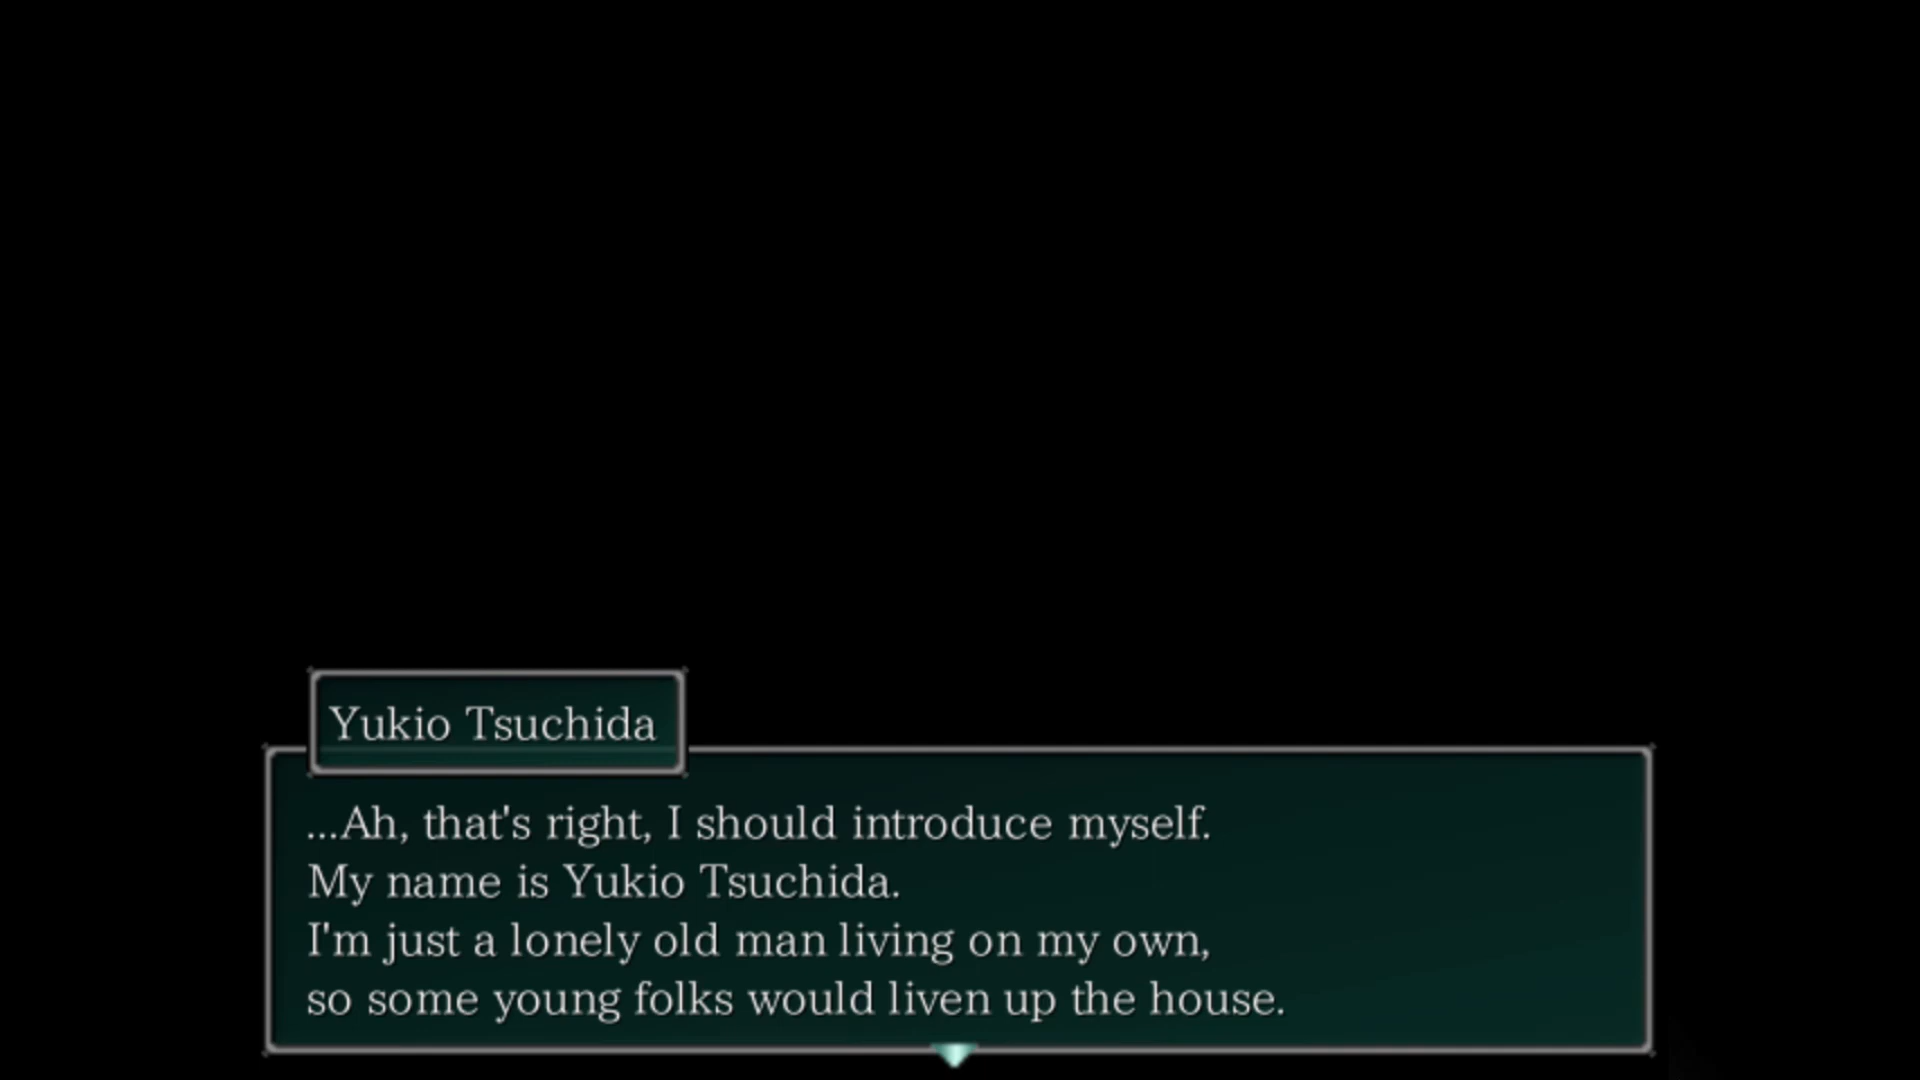 Yukio Tsuchida
...Ah, that's right, I should introduce myself.
My name is Yukio Tsuchida.
I'm just a lonely old man living on my own,
so some young folks would liven up the house.